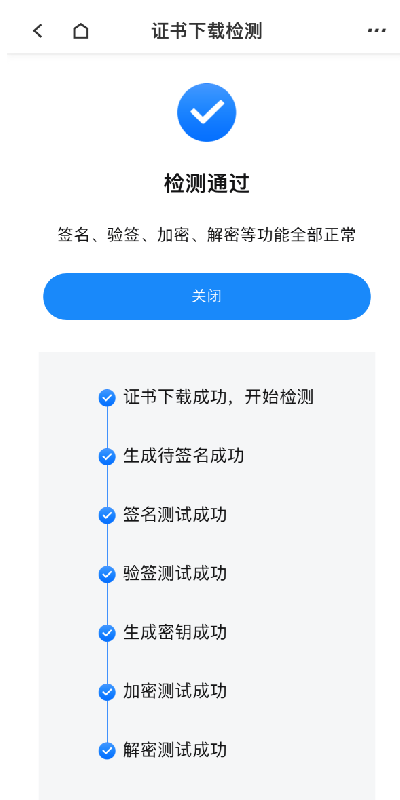 证书下载检测
检测通过
签名、验签、加密、解密等功能全部正常
关闭
证书下载成功，开始检测
生成待签名成功
签名测试成功
验签测试成功
生成密钥成功
加密测试成功
解密测试成功